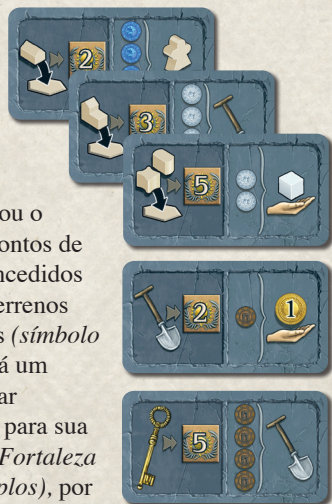 2
3
5
ou o
ontos de
ncedidos
errenos
s (símbolo
á um
ar
para sua
Fortaleza
plos), por
2
1
5